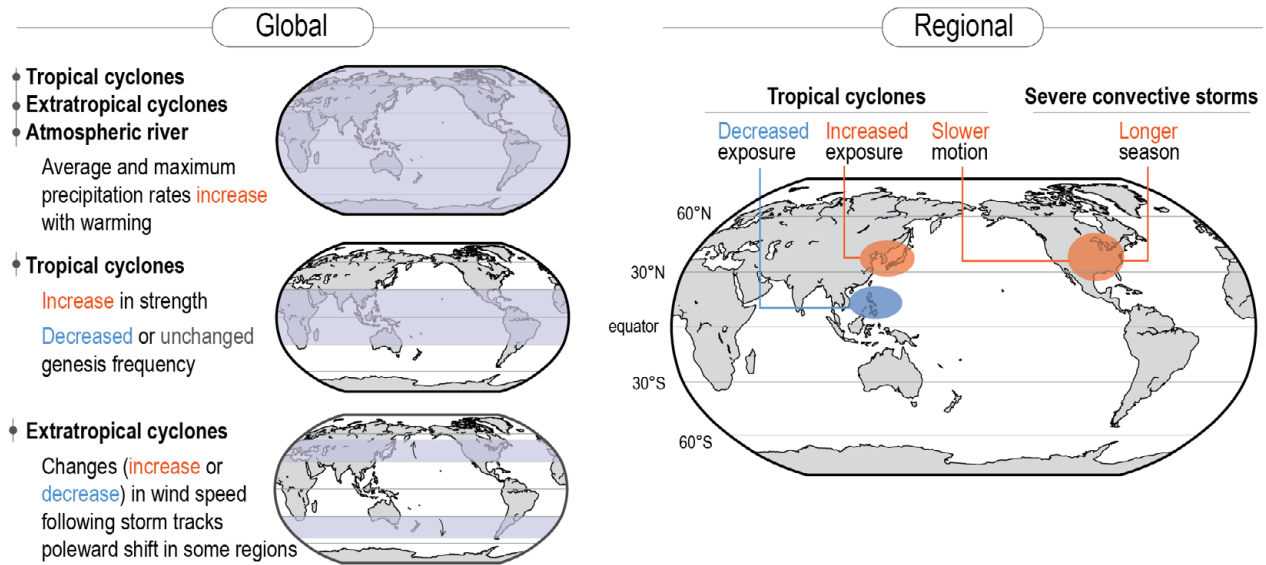 Global
Tropical cyclones
Extratropical cyclones
Atmospheric river
Average and maximum
precipitation rates increase
with warming
Tropical cyclones
Increase in strength
Decreased or unchanged
genesis frequency
Extratropical cyclones
Changes (increase or
decrease) in wind speed
following storm tracks
poleward shift in some regions
Regional
Tropical cyclones
Severe convective storms
Decreased
exposure
Increased
exposure
Slower
motion
Longer
season
60°N
30°N
equator
30°S
60°S